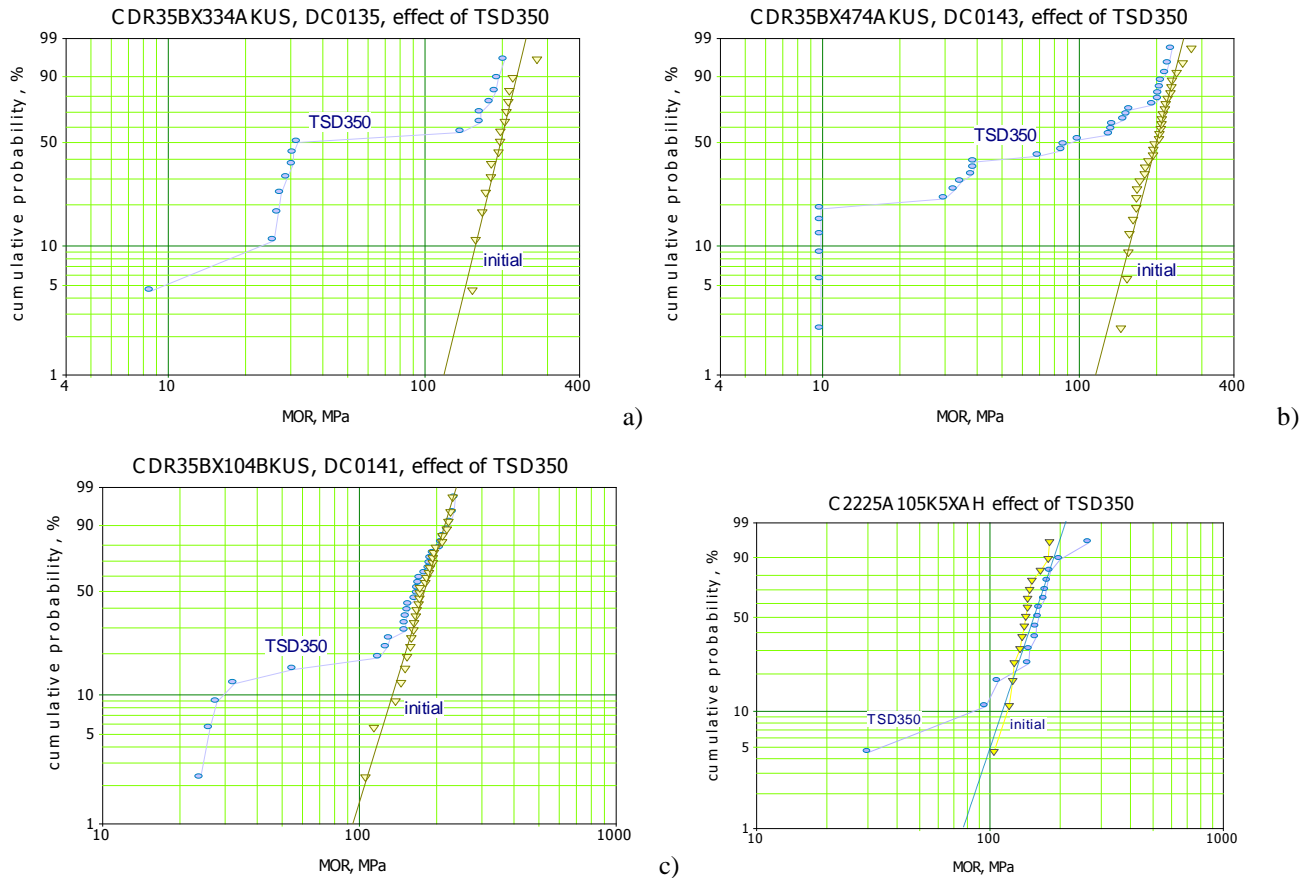 CDR35BX334AKUS, DC0135, effect of TSD350
99
90
50
10
5
1
cumulative probability, %
TSD350
initial
4
10
100
400
MOR, MPa
a)
CDR35BX474AKUS, DC0143, effect of TSD350
99
90
50
10
5
1
cumulative probability, %
TSD350
initial
4
10
100
400
MOR, MPa
b)
CDR35BX104BKUS, DC0141, effect of TSD350
99
90
50
10
5
1
cumulative probability, %
TSD350
initial
10
100
1000
MOR, MPa
c)
C2225A105K5XAH effect of TSD350
99
90
50
10
5
1
cumulative probability, %
TSD350
initial
10
100
1000
MOR, MPa